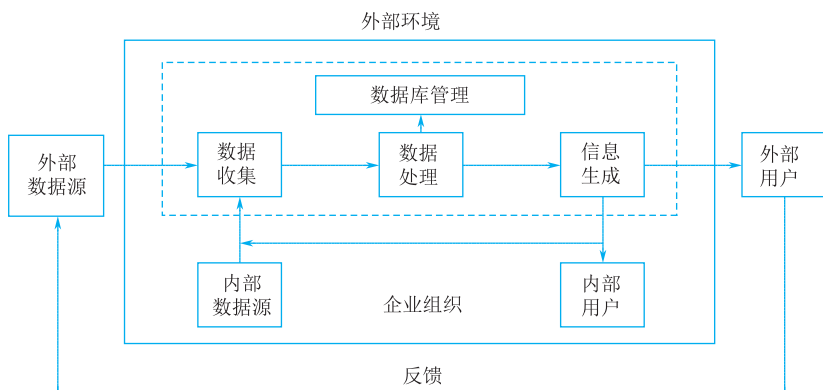 外部环境
数据库管理
外部
数据源
数据
收集
数据
处理
信息
生成
外部
用户
内部
数据源
企业组织
内部
用户
反馈